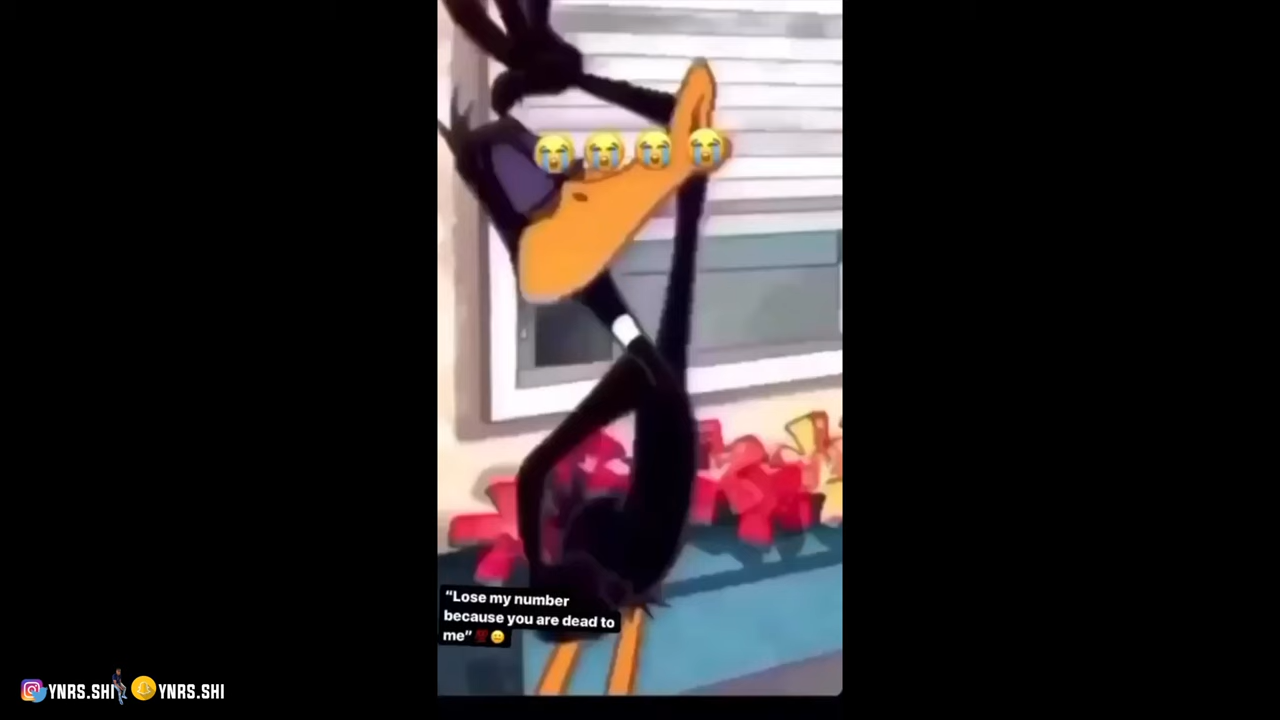 “Lose my number
because you are dead to
me” 💯😊
YNRS.SHI YNRS.SHI